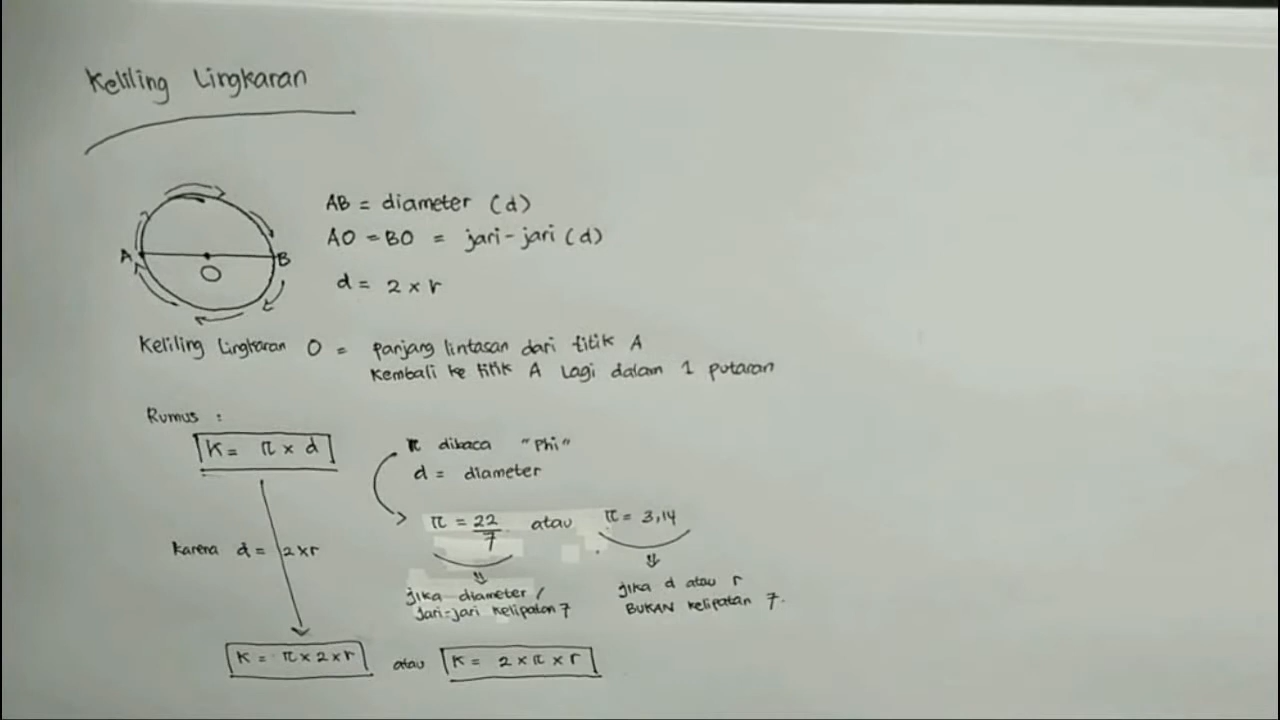 Keliling Lingkaran
AB = diameter (d)
AO = BO = jari-jari (d)
A
B
O
d = 2 × r
Keliling Lingkaran O = panjang lintasan dari titik A
kembali ke titik A lagi dalam 1 putaran
Rumus :
K = π × d
π dibaca "Phi"
d = diameter
π = 22/7 atau π = 3,14
Karena d = 2×r
jika diameter /
jari-jari kelipatan 7
jika d atau r
BUKAN kelipatan 7.
K = π × 2 × r atau K = 2 × π × r